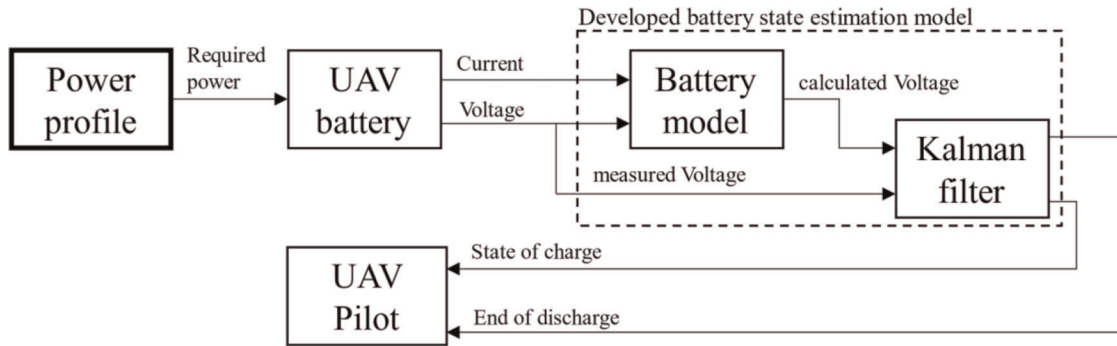 Developed battery state estimation model
Power
profile
Required
power
UAV
battery
Current
Voltage
Battery
model
calculated Voltage
measured Voltage
Kalman
filter
UAV
Pilot
State of charge
End of discharge